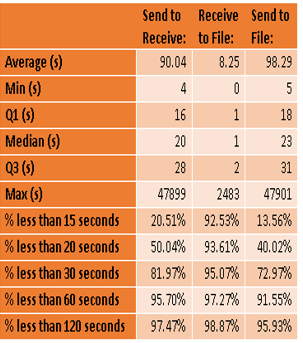 Send to Receive: Receive to File: Send to File:
Average (s) 90.04 8.25 98.29
Min (s) 4 0 5
Q1 (s) 16 1 18
Median (s) 20 1 23
Q3 (s) 28 2 31
Max (s) 47899 2483 47901
% less than 15 seconds 20.51% 92.53% 13.56%
% less than 20 seconds 50.04% 93.61% 40.02%
% less than 30 seconds 81.97% 95.07% 72.97%
% less than 60 seconds 95.70% 97.27% 91.55%
% less than 120 seconds 97.47% 98.87% 95.93%